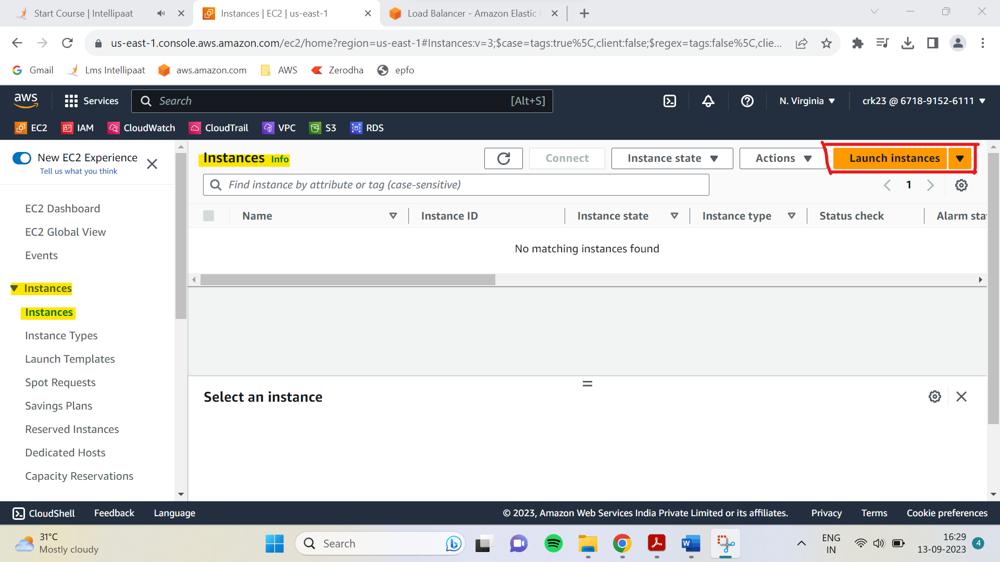 Start Course | Intellipaat
Instances | EC2 | us-east-1
Load Balancer - Amazon Elastic
us-east-1.console.aws.amazon.com/ec2/home?region=us-east-1#Instances:v=3;$case=tags:true%5C,client:false;$regex=tags:false%5C,clie...
Gmail
Lms Intellipaat
aws.amazon.com
AWS
Zerodha
epfo
aws
Services
Search
[Alt+S]
N. Virginia
crk23 @ 6718-9152-6111
EC2
IAM
CloudWatch
CloudTrail
VPC
S3
RDS
New EC2 Experience
Tell us what you think
EC2 Dashboard
EC2 Global View
Events
Instances
Instances
Instance Types
Launch Templates
Spot Requests
Savings Plans
Reserved Instances
Dedicated Hosts
Capacity Reservations
Instances Info
Connect
Instance state
Actions
Launch instances
Find instance by attribute or tag (case-sensitive)
1
Name
Instance ID
Instance state
Instance type
Status check
Alarm sta
No matching instances found
Select an instance
CloudShell
Feedback
Language
© 2023, Amazon Web Services India Private Limited or its affiliates.
Privacy
Terms
Cookie preferences
31°C
Mostly cloudy
Search
ENG
IN
16:29
13-09-2023
4